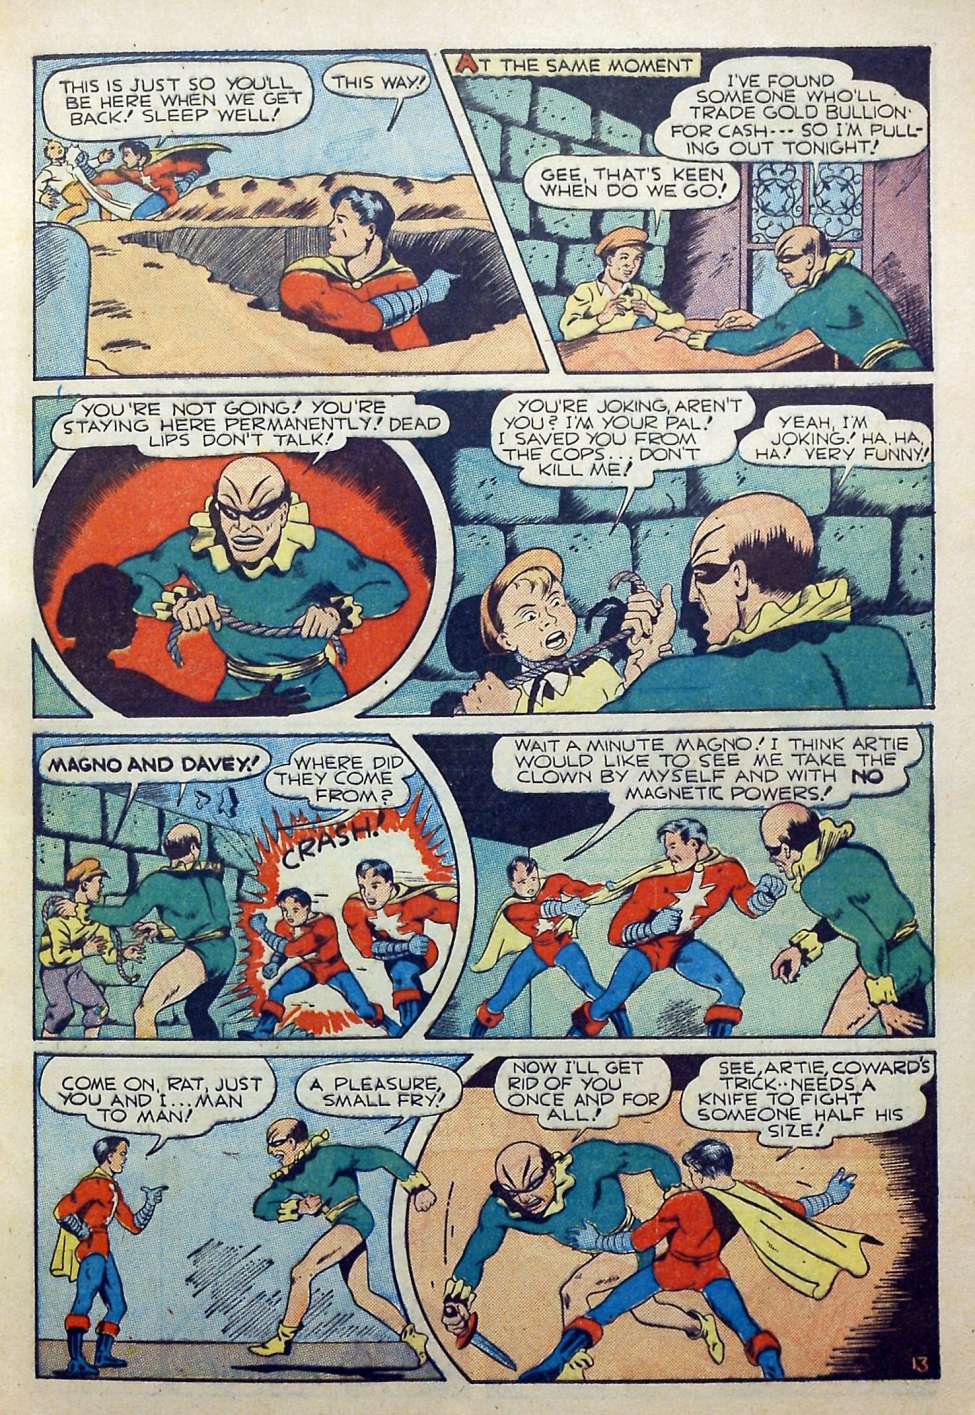 THIS IS JUST SO YOU'LL
BE HERE WHEN WE GET
BACK! SLEEP WELL!
THIS WAY!
AT THE SAME MOMENT
I'VE FOUND
SOMEONE WHO'LL
TRADE GOLD BULLION
FOR CASH--- SO I'M PULL-
ING OUT TONIGHT!
GEE, THAT'S KEEN
WHEN DO WE GO!
YOU'RE NOT GOING! YOU'RE
STAYING HERE PERMANENTLY! DEAD
LIPS DON'T TALK!
YOU'RE JOKING, AREN'T
YOU? I'M YOUR PAL!
I SAVED YOU FROM
THE COPS... DON'T
KILL ME!
YEAH, I'M
JOKING! HA, HA,
HA! VERY FUNNY!
MAGNO AND DAVEY!
WHERE DID
THEY COME
FROM?
CRASH!
WAIT A MINUTE MAGNO! I THINK ARTIE
WOULD LIKE TO SEE ME TAKE THE
CLOWN BY MYSELF AND WITH NO
MAGNETIC POWERS!
COME ON, RAT, JUST
YOU AND I...MAN
TO MAN!
A PLEASURE,
SMALL FRY!
NOW I'LL GET
RID OF YOU
ONCE AND FOR
ALL!
SEE, ARTIE, COWARD'S
TRICK--NEEDS A
KNIFE TO FIGHT
SOMEONE HALF HIS
SIZE!
13